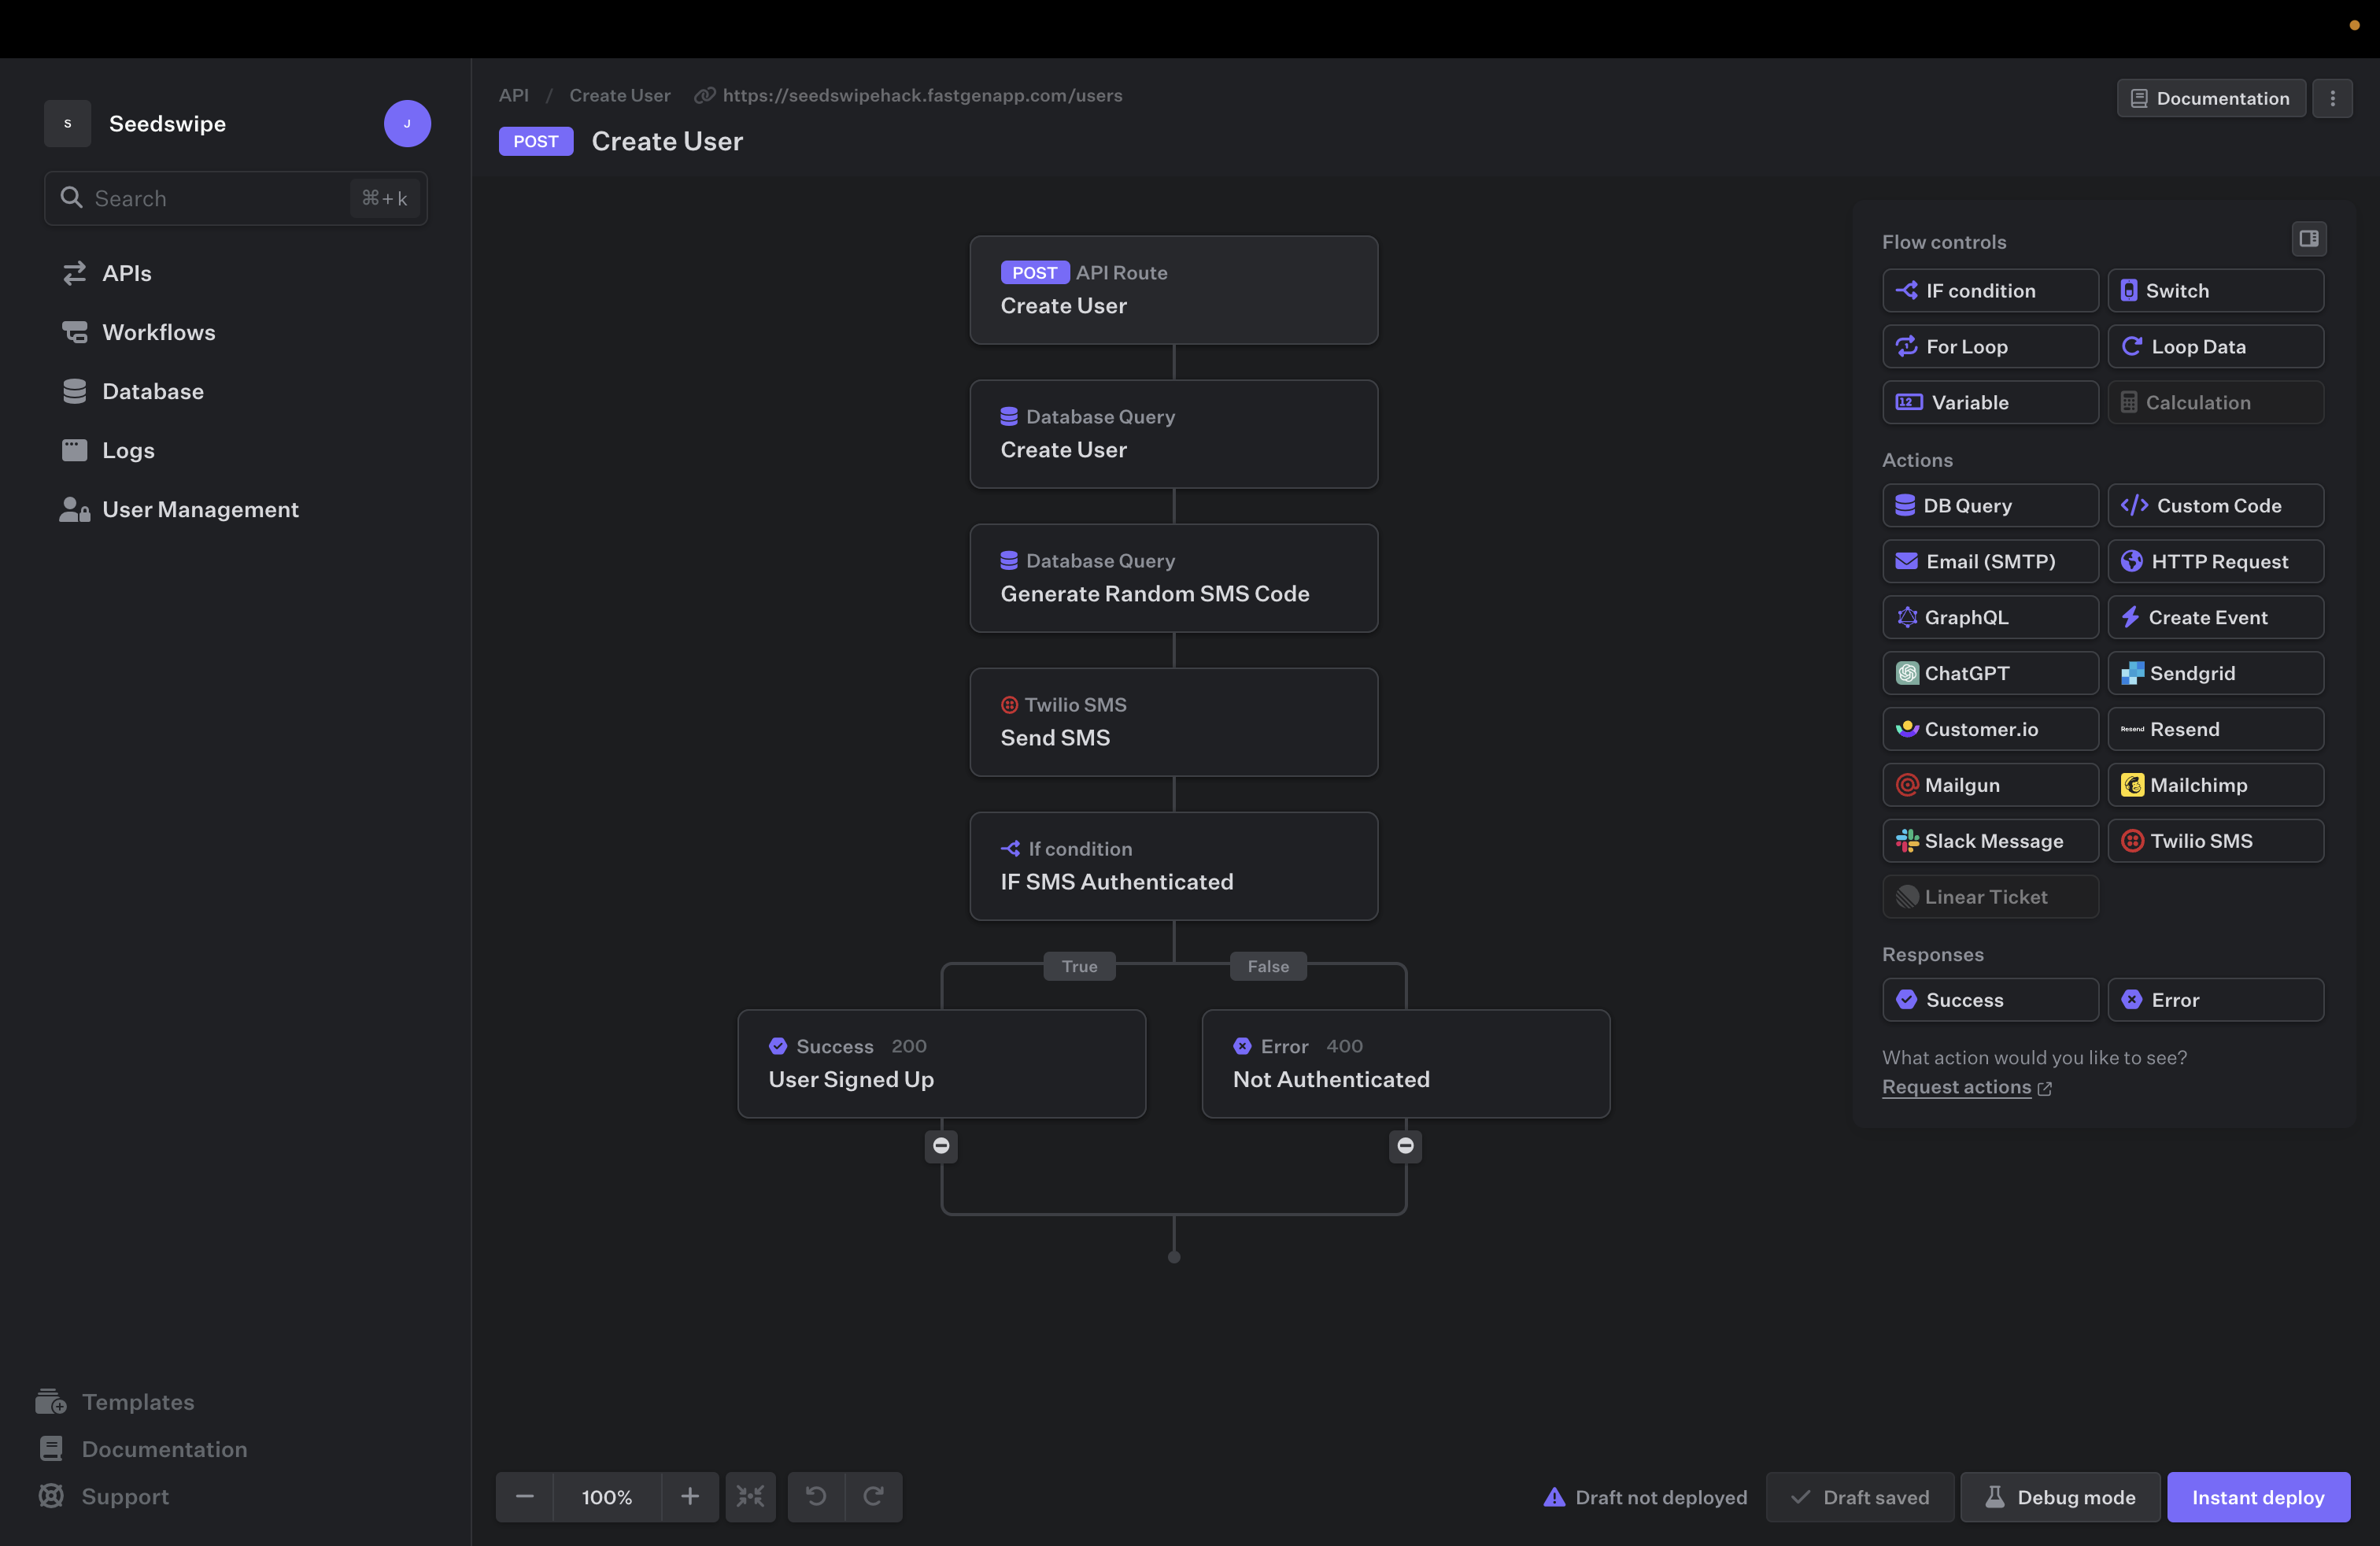 S
Seedswipe
J
Search
⌘+k
APIs
Workflows
Database
Logs
User Management
Templates
Documentation
Support
API / Create User https://seedswipehack.fastgenapp.com/users
POST Create User
Documentation
POST API Route
Create User
Database Query
Create User
Database Query
Generate Random SMS Code
Twilio SMS
Send SMS
If condition
IF SMS Authenticated
True False
Success 200
User Signed Up
Error 400
Not Authenticated
Flow controls
IF condition
Switch
For Loop
Loop Data
12 Variable
Calculation
Actions
DB Query
</> Custom Code
Email (SMTP)
HTTP Request
GraphQL
Create Event
ChatGPT
Sendgrid
Customer.io
Resend Resend
Mailgun
Mailchimp
Slack Message
Twilio SMS
Linear Ticket
Responses
Success
Error
What action would you like to see?
Request actions
100%
Draft not deployed
Draft saved
Debug mode
Instant deploy